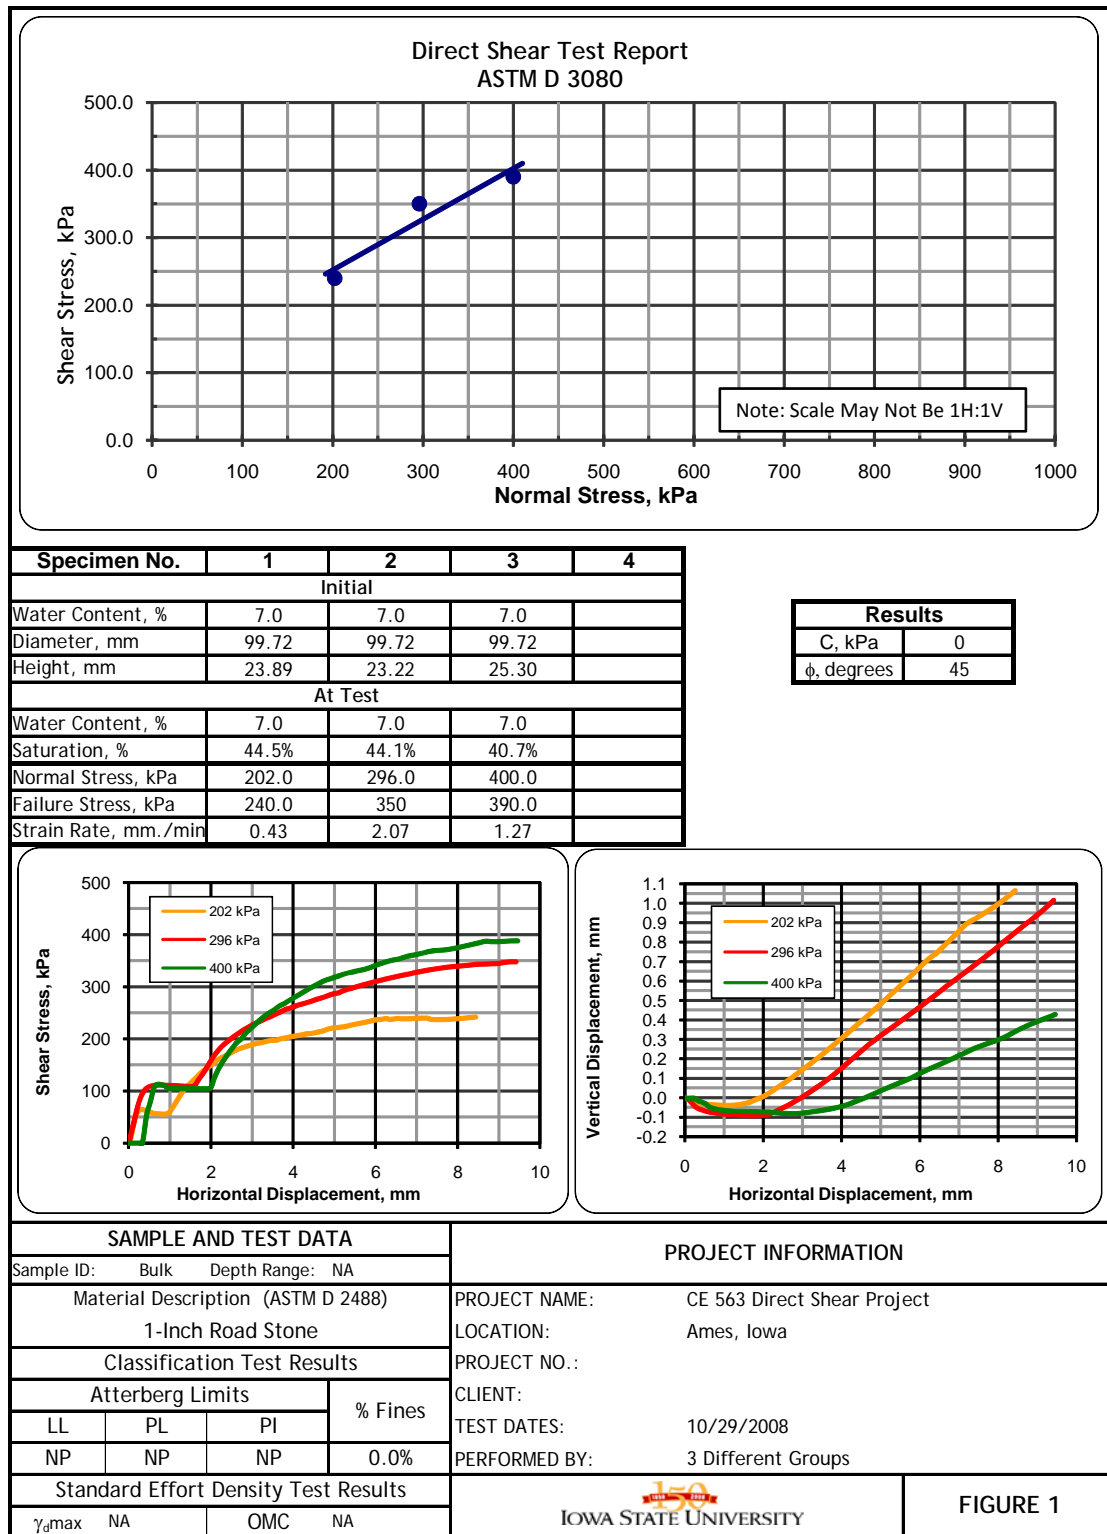 Direct Shear Test Report
ASTM D 3080
500.0
400.0
300.0
200.0
100.0
0.0
Shear Stress, kPa
Note: Scale May Not Be 1H:1V
0 100 200 300 400 500 600 700 800 900 1000
Normal Stress, kPa
Specimen No. 1 2 3 4
Initial
Water Content, % 7.0 7.0 7.0
Diameter, mm 99.72 99.72 99.72
Height, mm 23.89 23.22 25.30
At Test
Water Content, % 7.0 7.0 7.0
Saturation, % 44.5% 44.1% 40.7%
Normal Stress, kPa 202.0 296.0 400.0
Failure Stress, kPa 240.0 350 390.0
Strain Rate, mm./min 0.43 2.07 1.27
Results
C, kPa 0
ϕ, degrees 45
500
400
300
200
100
0
Shear Stress, kPa
202 kPa
296 kPa
400 kPa
0 2 4 6 8 10
Horizontal Displacement, mm
1.1
1.0
0.9
0.8
0.7
0.6
0.5
0.4
0.3
0.2
0.1
0.0
-0.1
-0.2
Vertical Displacement, mm
202 kPa
296 kPa
400 kPa
0 2 4 6 8 10
Horizontal Displacement, mm
SAMPLE AND TEST DATA
Sample ID: Bulk Depth Range: NA
Material Description (ASTM D 2488)
1-Inch Road Stone
Classification Test Results
Atterberg Limits % Fines
LL PL PI
NP NP NP 0.0%
Standard Effort Density Test Results
γdmax NA OMC NA
PROJECT INFORMATION
PROJECT NAME: CE 563 Direct Shear Project
LOCATION: Ames, Iowa
PROJECT NO.:
CLIENT:
TEST DATES: 10/29/2008
PERFORMED BY: 3 Different Groups
150
IOWA STATE UNIVERSITY
FIGURE 1